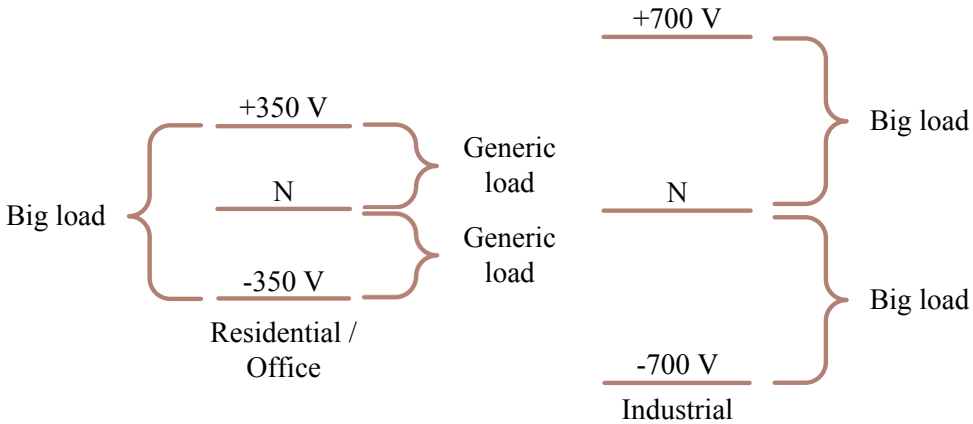 +700 V
+350 V
Big load
Generic
load
Big load
N
N
Generic
load
-350 V
Big load
Residential /
Office
-700 V
Industrial